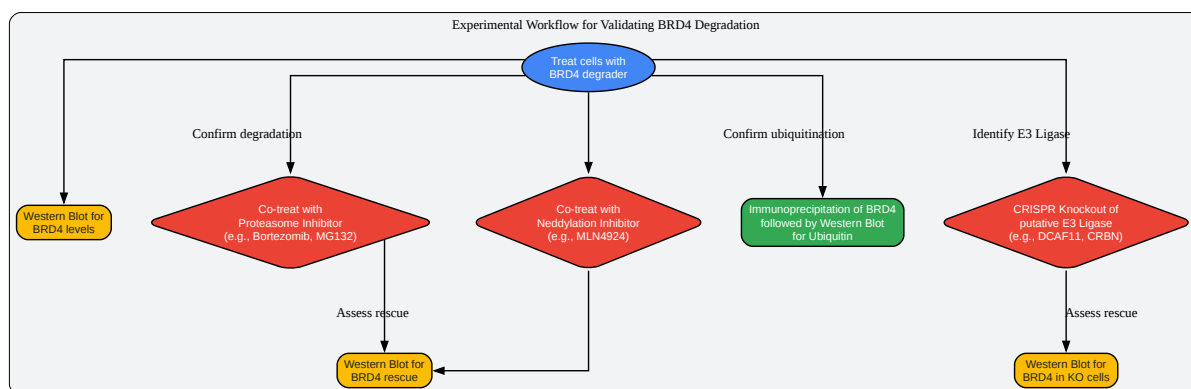 Experimental Workflow for Validating BRD4 Degradation
Treat cells with
BRD4 degrader
Confirm degradation
Confirm ubiquitination
Identify E3 Ligase
Western Blot for
BRD4 levels
Co-treat with
Proteasome Inhibitor
(e.g., Bortezomib, MG132)
Co-treat with
Neddylation Inhibitor
(e.g., MLN4924)
Immunoprecipitation of BRD4
followed by Western Blot
for Ubiquitin
CRISPR Knockout of
putative E3 Ligase
(e.g., DCAF11, CRBN)
Assess rescue
Assess rescue
Western Blot for
BRD4 rescue
Western Blot for
BRD4 in KO cells